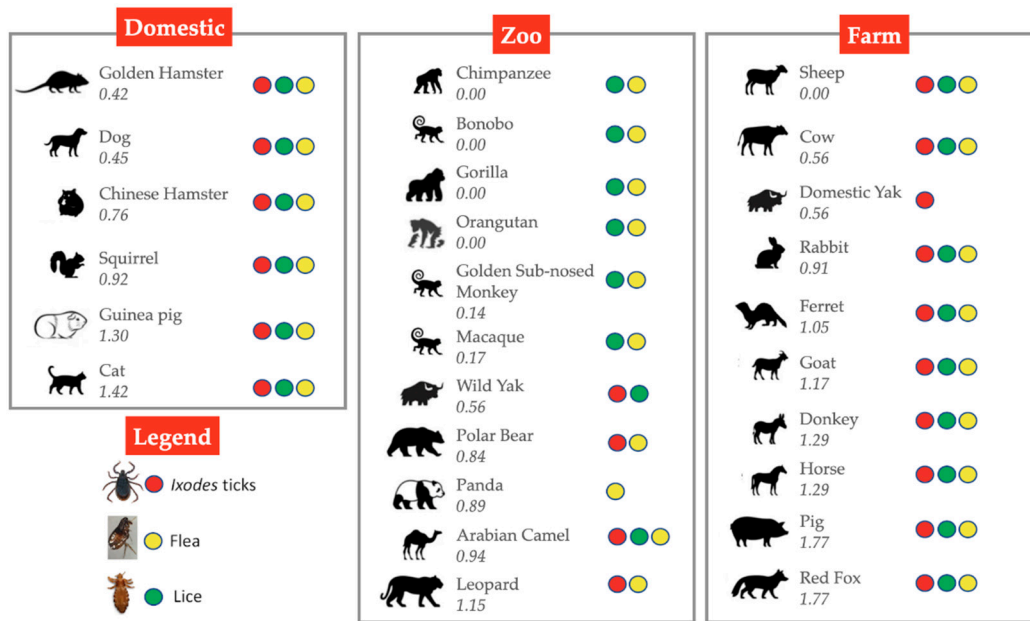 Domestic
Golden Hamster
0.42
Dog
0.45
Chinese Hamster
0.76
Squirrel
0.92
Guinea pig
1.30
Cat
1.42
Legend
Ixodes ticks
Flea
Lice
Zoo
Chimpanzee
0.00
Bonobo
0.00
Gorilla
0.00
Orangutan
0.00
Golden Sub-nosed
Monkey
0.14
Macaque
0.17
Wild Yak
0.56
Polar Bear
0.84
Panda
0.89
Arabian Camel
0.94
Leopard
1.15
Farm
Sheep
0.00
Cow
0.56
Domestic Yak
0.56
Rabbit
0.91
Ferret
1.05
Goat
1.17
Donkey
1.29
Horse
1.29
Pig
1.77
Red Fox
1.77